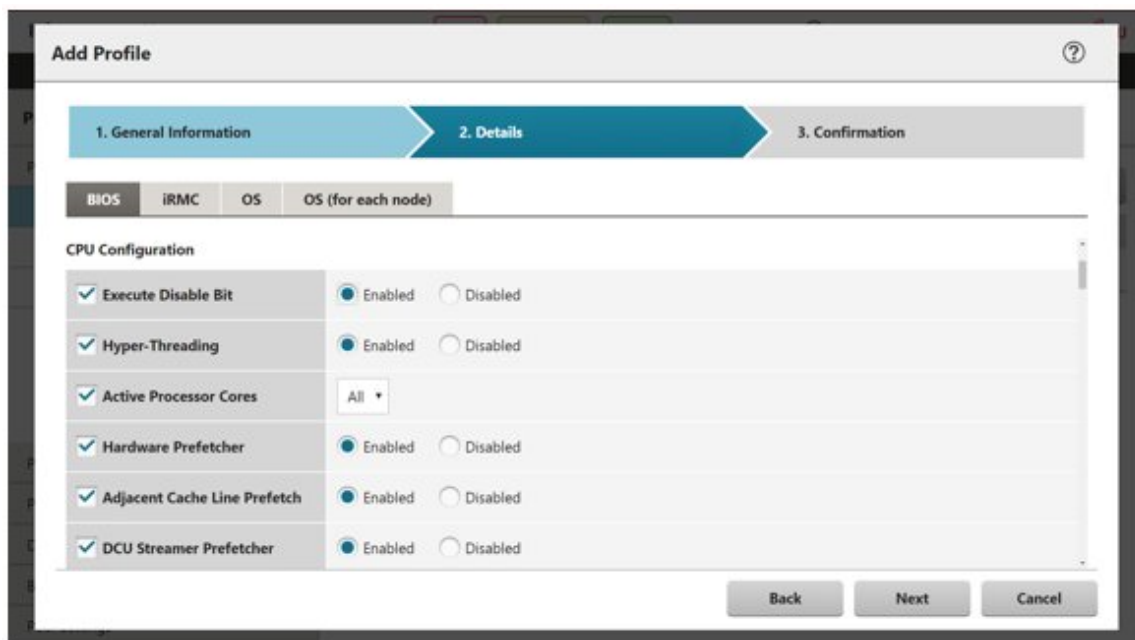 Add Profile
1. General Information
2. Details
3. Confirmation
BIOS iRMC OS OS (for each node)
CPU Configuration
Execute Disable Bit Enabled Disabled
Hyper-Threading Enabled Disabled
Active Processor Cores All
Hardware Prefetcher Enabled Disabled
Adjacent Cache Line Prefetch Enabled Disabled
DCU Streamer Prefetcher Enabled Disabled
Back Next Cancel